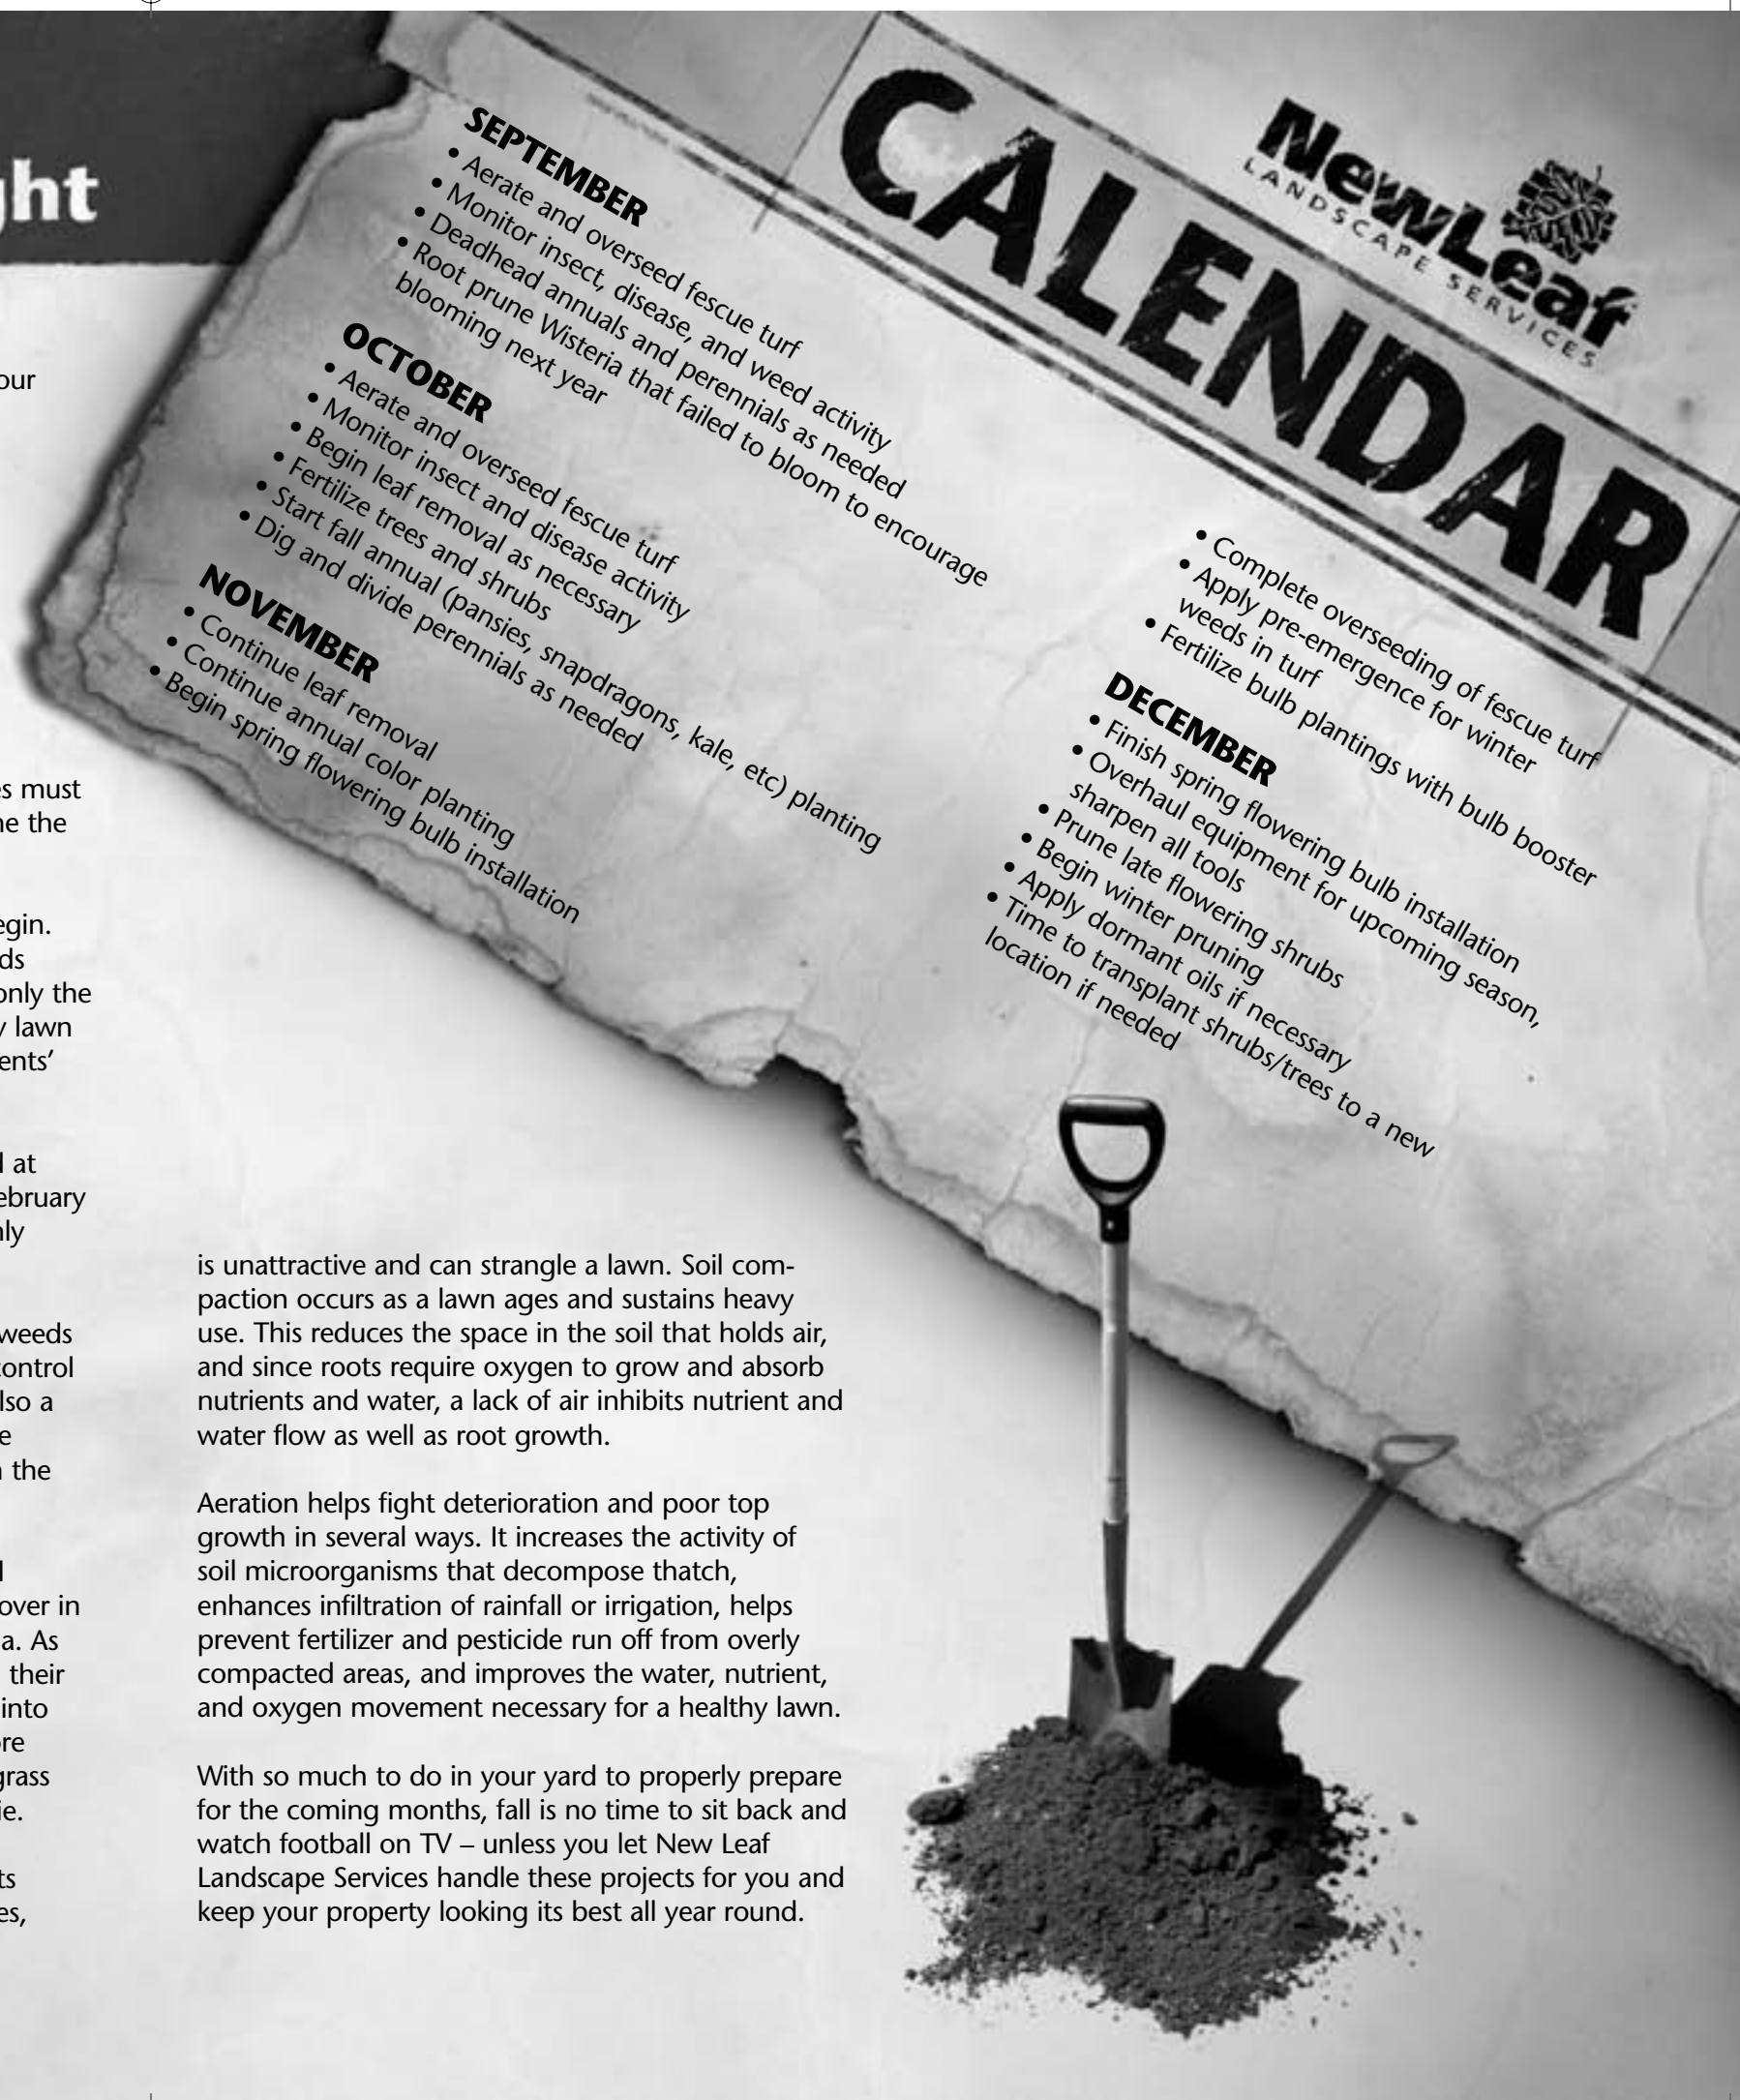 ght
our
es must
ne the
egin.
ds
only the
y lawn
ents’
d at
ebruary
nly
weeds
control
lso a
e
n the
l
over in
a. As
their
into
ore
grass
ie.
ts
es,
CALENDAR
NewLeaf
LANDSCAPE SERVICES
SEPTEMBER
• Aerate and overseed fescue turf
• Monitor insect, disease, and weed activity
• Deadhead annuals and perennials as needed
• Root prune Wisteria that failed to bloom to encourage
blooming next year
OCTOBER
• Aerate and overseed fescue turf
• Monitor insect and disease activity
• Begin leaf removal as necessary
• Fertilize trees and shrubs
• Start fall annual (pansies, snapdragons, kale, etc) planting
• Dig and divide perennials as needed
NOVEMBER
• Continue leaf removal
• Continue annual color planting
• Begin spring flowering bulb installation
• Complete overseeding of fescue turf
• Apply pre-emergence for winter
weeds in turf
• Fertilize bulb plantings with bulb booster
DECEMBER
• Finish spring flowering bulb installation
• Overhaul equipment for upcoming season,
sharpen all tools
• Prune late flowering shrubs
• Begin winter pruning
• Apply dormant oils if necessary
• Time to transplant shrubs/trees to a new
location if needed
is unattractive and can strangle a lawn. Soil com-
paction occurs as a lawn ages and sustains heavy
use. This reduces the space in the soil that holds air,
and since roots require oxygen to grow and absorb
nutrients and water, a lack of air inhibits nutrient and
water flow as well as root growth.
Aeration helps fight deterioration and poor top
growth in several ways. It increases the activity of
soil microorganisms that decompose thatch,
enhances infiltration of rainfall or irrigation, helps
prevent fertilizer and pesticide run off from overly
compacted areas, and improves the water, nutrient,
and oxygen movement necessary for a healthy lawn.
With so much to do in your yard to properly prepare
for the coming months, fall is no time to sit back and
watch football on TV – unless you let New Leaf
Landscape Services handle these projects for you and
keep your property looking its best all year round.